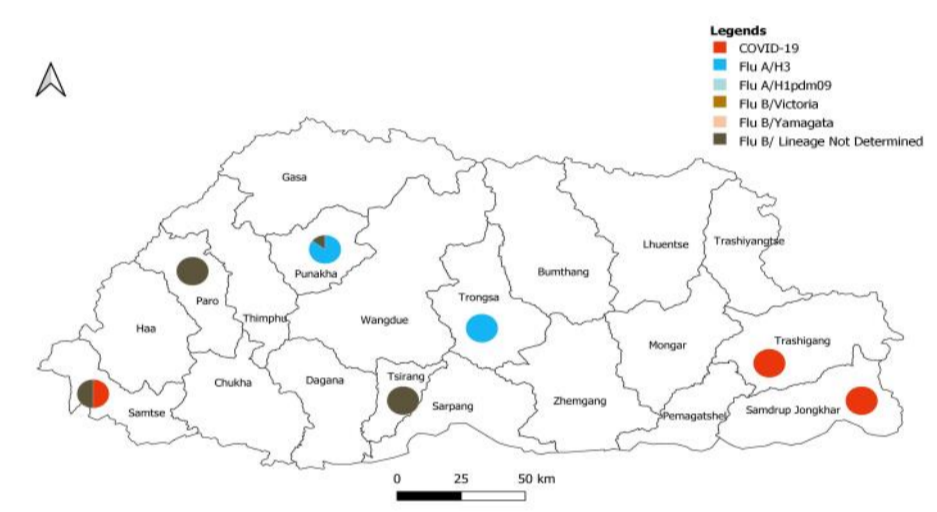 Legends
COVID-19
Flu A/H3
Flu A/H1pdm09
Flu B/Victoria
Flu B/Yamagata
Flu B/ Lineage Not Determined
Gasa
Punakha
Paro
Thimphu
Haa
Wangdue
Trongsa
Bumthang
Lhuentse
Trashiyangtse
Mongar
Trashigang
Chukha
Dagana
Tsirang
Sarpang
Zhemgang
Pemagatshel
Samdrup Jongkhar
Samtse
0 25 50 km